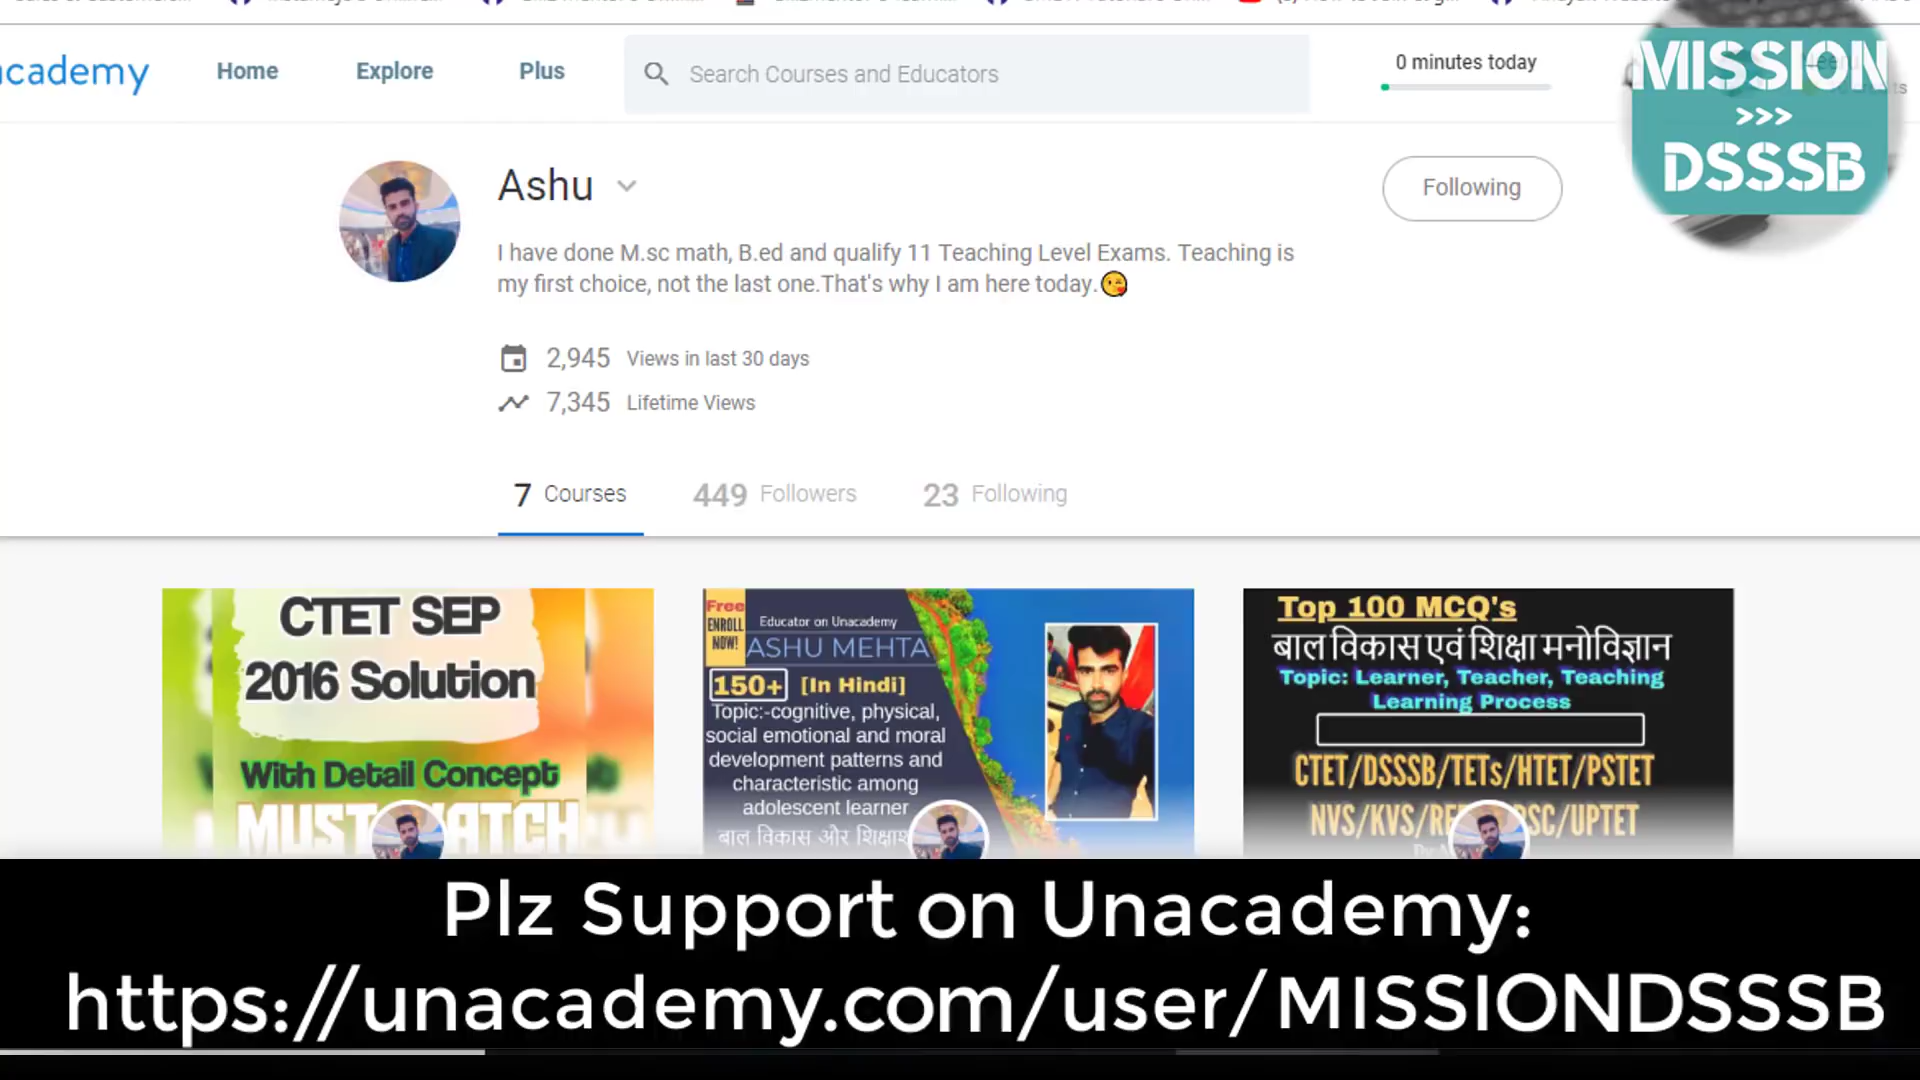 academy
Home
Explore
Plus
Search Courses and Educators
0 minutes today
MISSION
>>>
DSSSB
Ashu
Following
I have done M.sc math, B.ed and qualify 11 Teaching Level Exams. Teaching is
my first choice, not the last one.That's why I am here today.
2,945 Views in last 30 days
7,345 Lifetime Views
7 Courses
449 Followers
23 Following
CTET SEP
2016 Solution
With Detail Concept
Free
ENROLL
NOW!
Educator on Unacademy
ASHU MEHTA
150+ [In Hindi]
Topic:-cognitive, physical,
social emotional and moral
development patterns and
characteristic among
adolescent learner
बाल विकास और
Top 100 MCQ's
बाल विकास एवं शिक्षा मनोविज्ञान
Topic: Learner, Teacher, Teaching
Learning Process
CTET/DSSSB/TETs/HTET/PSTET
Plz Support on Unacademy:
https://unacademy.com/user/MISSIONDSSSB